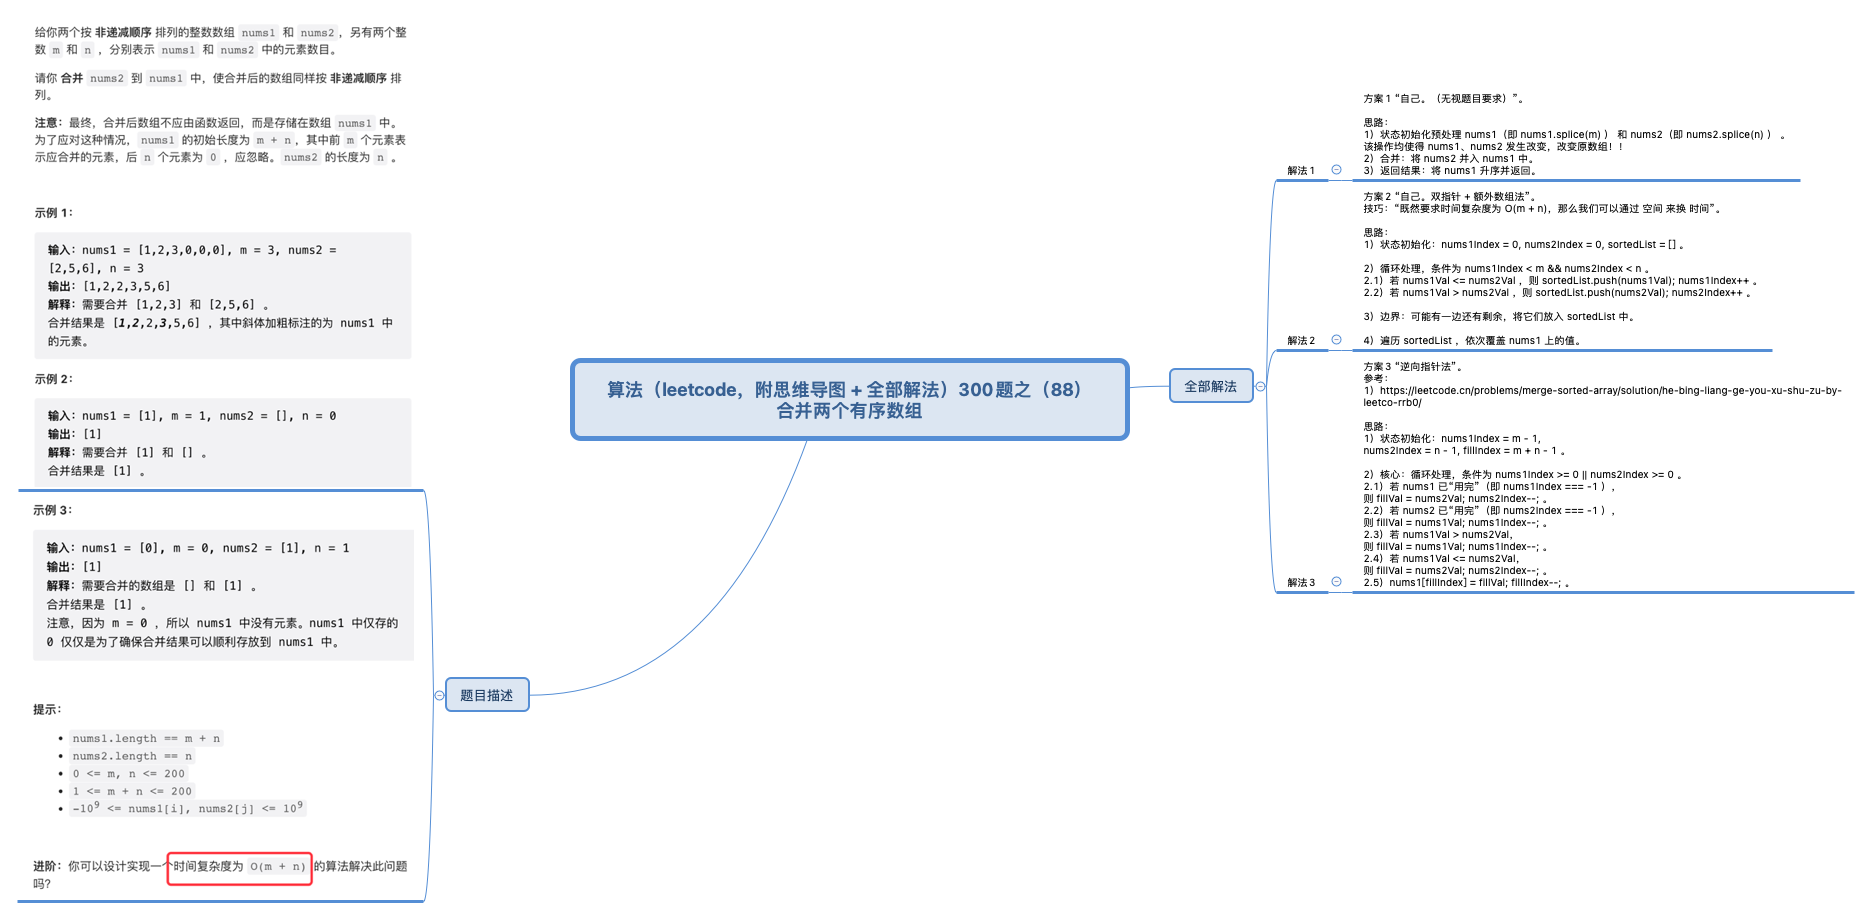 给你两个按 非递减顺序 排列的整数数组 nums1 和 nums2，另有两个整
数 m 和 n ，分别表示 nums1 和 nums2 中的元素数目。
请你 合并 nums2 到 nums1 中，使合并后的数组同样按 非递减顺序 排
列。
注意：最终，合并后数组不应由函数返回，而是存储在数组 nums1 中。
为了应对这种情况，nums1 的初始长度为 m + n，其中前 m 个元素表
示应合并的元素，后 n 个元素为 0 ，应忽略。nums2 的长度为 n 。
示例 1：
输入：nums1 = [1,2,3,0,0,0], m = 3, nums2 =
[2,5,6], n = 3
输出：[1,2,2,3,5,6]
解释：需要合并 [1,2,3] 和 [2,5,6] 。
合并结果是 [1,2,2,3,5,6] ，其中斜体加粗标注的为 nums1 中
的元素。
示例 2：
输入：nums1 = [1], m = 1, nums2 = [], n = 0
输出：[1]
解释：需要合并 [1] 和 [] 。
合并结果是 [1] 。
示例 3：
输入：nums1 = [0], m = 0, nums2 = [1], n = 1
输出：[1]
解释：需要合并的数组是 [] 和 [1] 。
合并结果是 [1] 。
注意，因为 m = 0 ，所以 nums1 中没有元素。nums1 中仅存的
0 仅仅是为了确保合并结果可以顺利存放到 nums1 中。
提示：
• nums1.length == m + n
• nums2.length == n
• 0 <= m, n <= 200
• 1 <= m + n <= 200
• -10⁹ <= nums1[i], nums2[j] <= 10⁹
进阶：你可以设计实现一个时间复杂度为 O(m + n) 的算法解决此问题
吗？
题目描述
算法（leetcode，附思维导图 + 全部解法）300题之（88）
合并两个有序数组
全部解法
解法 1
方案 1 “自己。（无视题目要求）”。
思路：
1）状态初始化预处理 nums1（即 nums1.splice(m) ） 和 nums2（即 nums2.splice(n) ） 。
该操作均使得 nums1、nums2 发生改变，改变原数组！！
2）合并：将 nums2 并入 nums1 中。
3）返回结果：将 nums1 升序并返回。
解法 2
方案 2 “自己。双指针 + 额外数组法”。
技巧：“既然要求时间复杂度为 O(m + n)，那么我们可以通过 空间 来换 时间”。
思路：
1）状态初始化：nums1Index = 0, nums2Index = 0, sortedList = [] 。
2）循环处理，条件为 nums1Index < m && nums2Index < n 。
2.1）若 nums1Val <= nums2Val ，则 sortedList.push(nums1Val); nums1Index++ 。
2.2）若 nums1Val > nums2Val ，则 sortedList.push(nums2Val); nums2Index++ 。
3）边界：可能有一边还有剩余，将它们放入 sortedList 中。
4）遍历 sortedList ，依次覆盖 nums1 上的值。
解法 3
方案 3 “逆向指针法”。
参考：
1）https://leetcode.cn/problems/merge-sorted-array/solution/he-bing-liang-ge-you-xu-shu-zu-by-
leetco-rrb0/
思路：
1）状态初始化：nums1Index = m - 1,
nums2Index = n - 1, fillIndex = m + n - 1 。
2）核心：循环处理，条件为 nums1Index >= 0 || nums2Index >= 0 。
2.1）若 nums1 已“用完”（即 nums1Index === -1 ），
则 fillVal = nums2Val; nums2Index--; 。
2.2）若 nums2 已“用完”（即 nums2Index === -1 ），
则 fillVal = nums1Val; nums1Index--; 。
2.3）若 nums1Val > nums2Val，
则 fillVal = nums1Val; nums1Index--; 。
2.4）若 nums1Val <= nums2Val，
则 fillVal = nums2Val; nums2Index--; 。
2.5）nums1[fillIndex] = fillVal; fillIndex--; 。